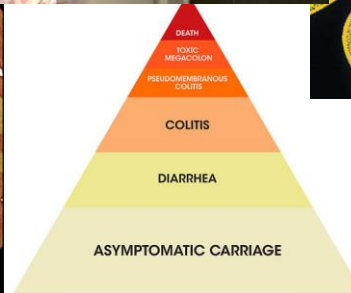 DEATH
TOXIC
MEGACOLON
PSEUDOMEMBRANOUS
COLITIS
COLITIS
DIARRHEA
ASYMPTOMATIC CARRIAGE